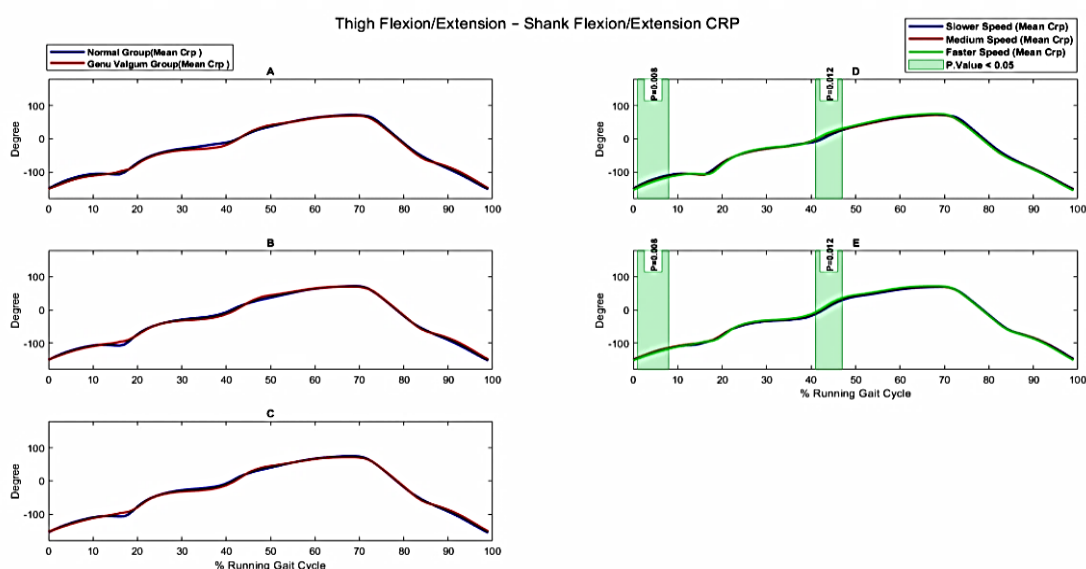 Thigh Flexion/Extension – Shank Flexion/Extension CRP
Normal Group(Mean Crp )
Genu Valgum Group(Mean Crp )
A
Degree
100
0
-100
0 10 20 30 40 50 60 70 80 90 100
B
Degree
100
0
-100
0 10 20 30 40 50 60 70 80 90 100
C
Degree
100
0
-100
0 10 20 30 40 50 60 70 80 90 100
% Running Gait Cycle
Slower Speed (Mean Crp)
Medium Speed (Mean Crp)
Faster Speed (Mean Crp)
P.Value < 0.05
D
P=0.008
P=0.012
Degree
100
0
-100
0 10 20 30 40 50 60 70 80 90 100
E
P=0.008
P=0.012
Degree
100
0
-100
0 10 20 30 40 50 60 70 80 90 100
% Running Gait Cycle